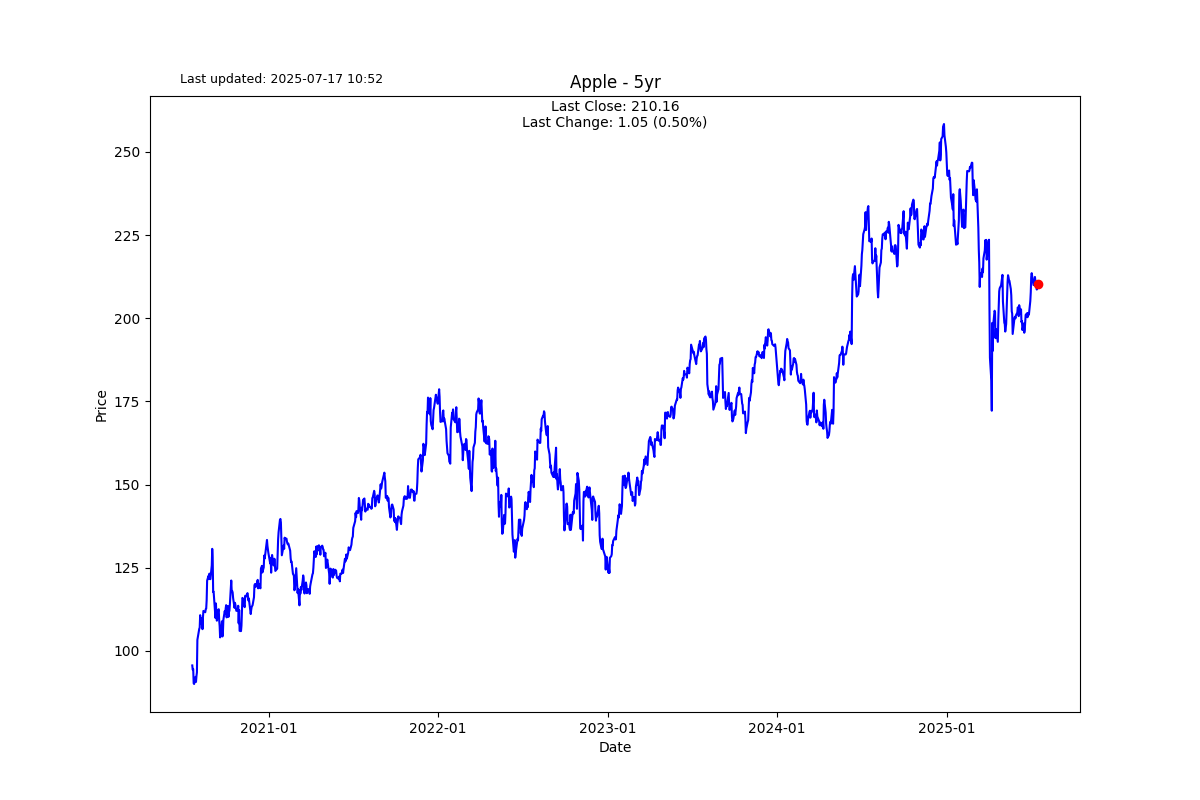 Last updated: 2025-07-17 10:52
Apple - 5yr
Last Close: 210.16
Last Change: 1.05 (0.50%)
250
225
200
175
150
125
100
Price
2021-01
2022-01
2023-01
2024-01
2025-01
Date